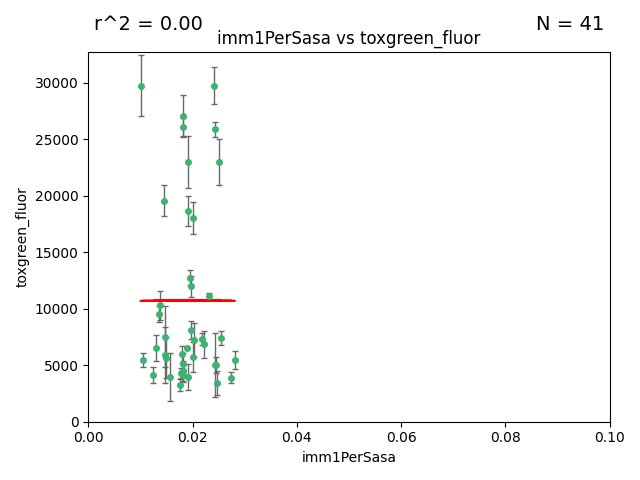 r^2 = 0.00
N = 41
imm1PerSasa vs toxgreen_fluor
30000
25000
20000
15000
10000
5000
0
toxgreen_fluor
0.00 0.02 0.04 0.06 0.08 0.10
imm1PerSasa